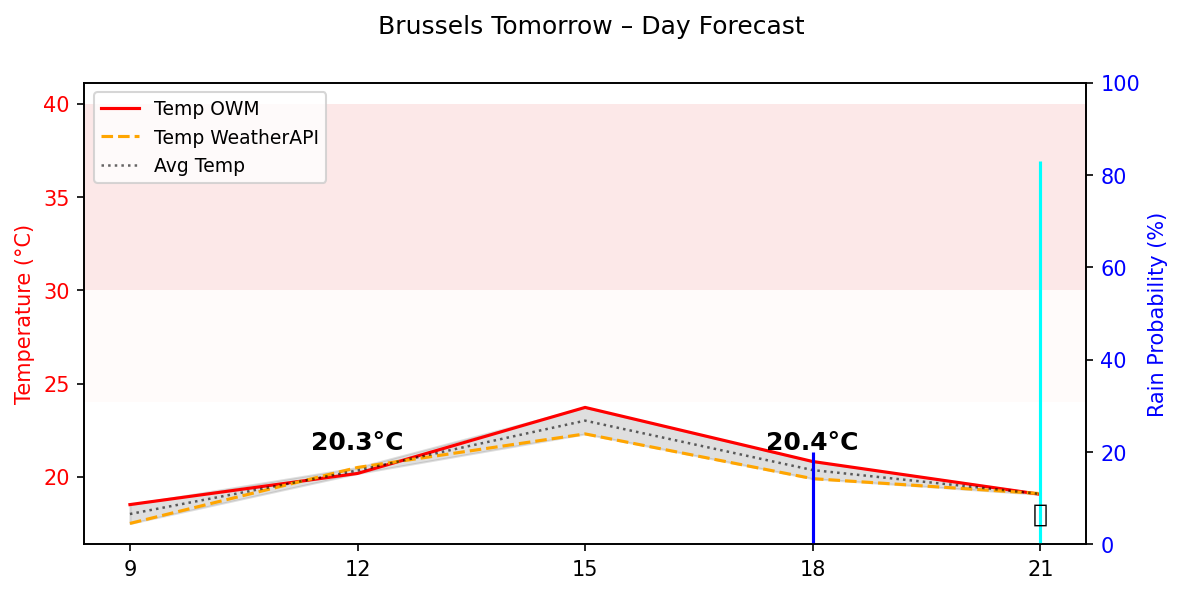 Brussels Tomorrow – Day Forecast
Temp OWM
Temp WeatherAPI
Avg Temp
Temperature (°C)
40
35
30
25
20
20.3°C
20.4°C
100
80
60
40
20
0
Rain Probability (%)
9
12
15
18
21